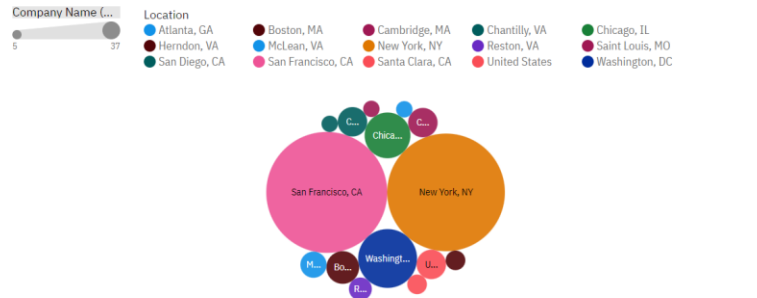 Company Name (...
5 37
Location
Atlanta, GA Boston, MA Cambridge, MA Chantilly, VA Chicago, IL
Herndon, VA McLean, VA New York, NY Reston, VA Saint Louis, MO
San Diego, CA San Francisco, CA Santa Clara, CA United States Washington, DC
C... Chica... C...
San Francisco, CA New York, NY
M... Bo... Washingt... U...
R...